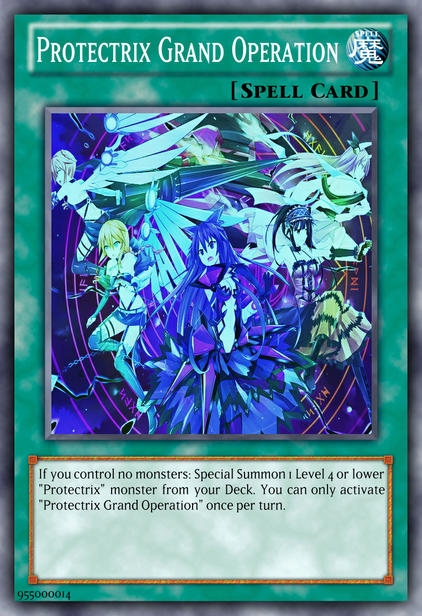 PROTECTRIX GRAND OPERATION
SPELL
魔
[SPELL CARD]
If you control no monsters: Special Summon 1 Level 4 or lower
"Protectrix" monster from your Deck. You can only activate
"Protectrix Grand Operation" once per turn.
955000014